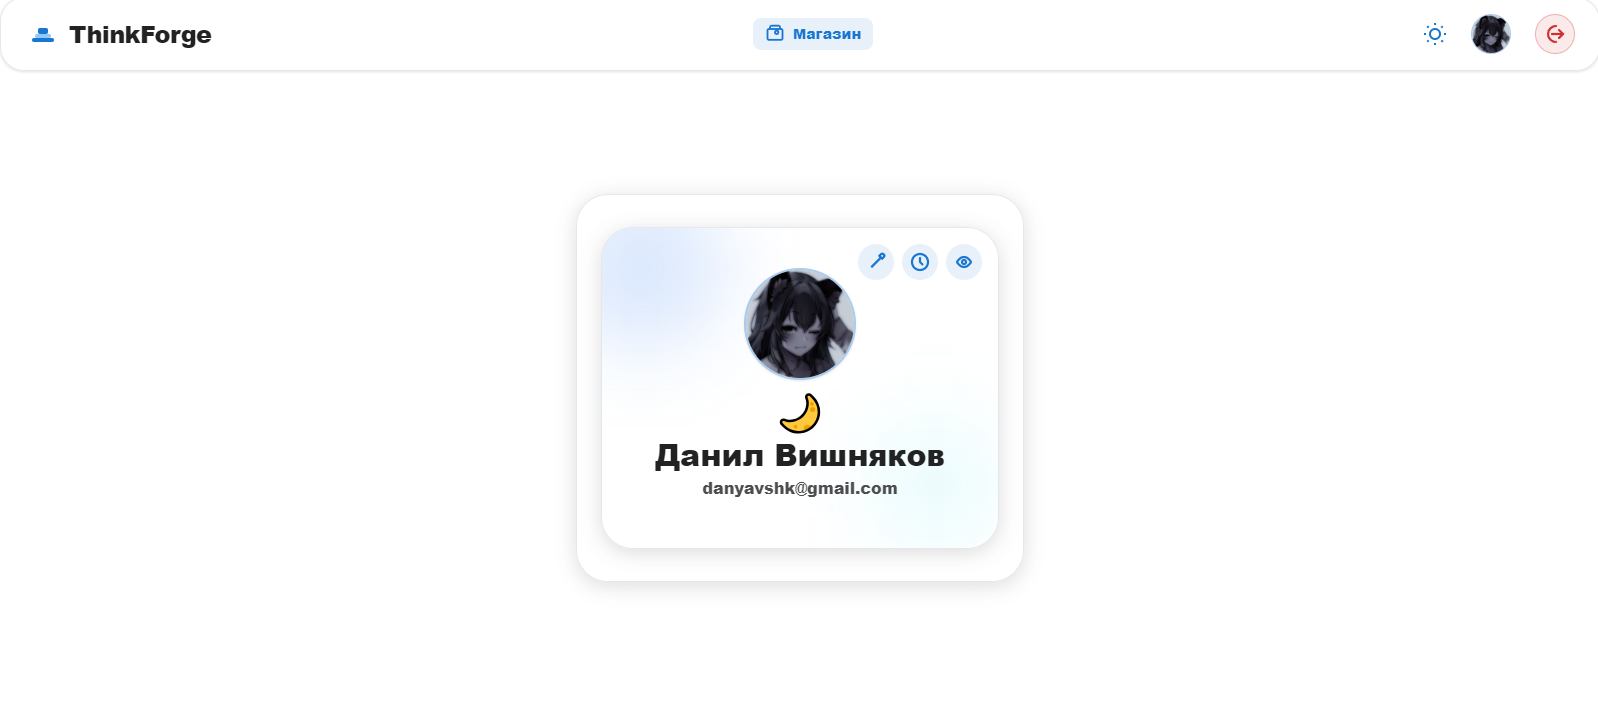 ThinkForge
Магазин
Данил Вишняков
danyavshk@gmail.com